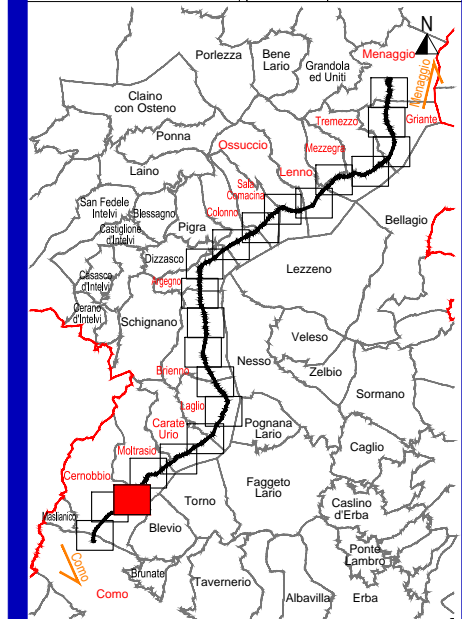 N
Menaggio
Porlezza
Bene
Lario
Grandola
ed Uniti
Menaggio
Claino
con Osteno
Tremezzo
Griante
Ponna
Ossuccio
Mezzegra
Laino
Lenno
Sala
Comacina
San Fedele
Intelvi
Blessagno
Colonno
Castiglione
d'Intelvi
Pigra
Bellagio
Dizzasco
Lezzeno
Casasco
d'Intelvi
Argegno
Cerano
d'Intelvi
Schignano
Veleso
Nesso
Zelbio
Brienno
Sormano
Laglio
Carate
Urio
Pognana
Lario
Caglio
Moltrasio
Cernobbio
Faggeto
Lario
Torno
Caslino
d'Erba
Maslianico
Blevio
Ponte
Lambro
Como
Brunate
Tavernerio
Como
Albavilla
Erba